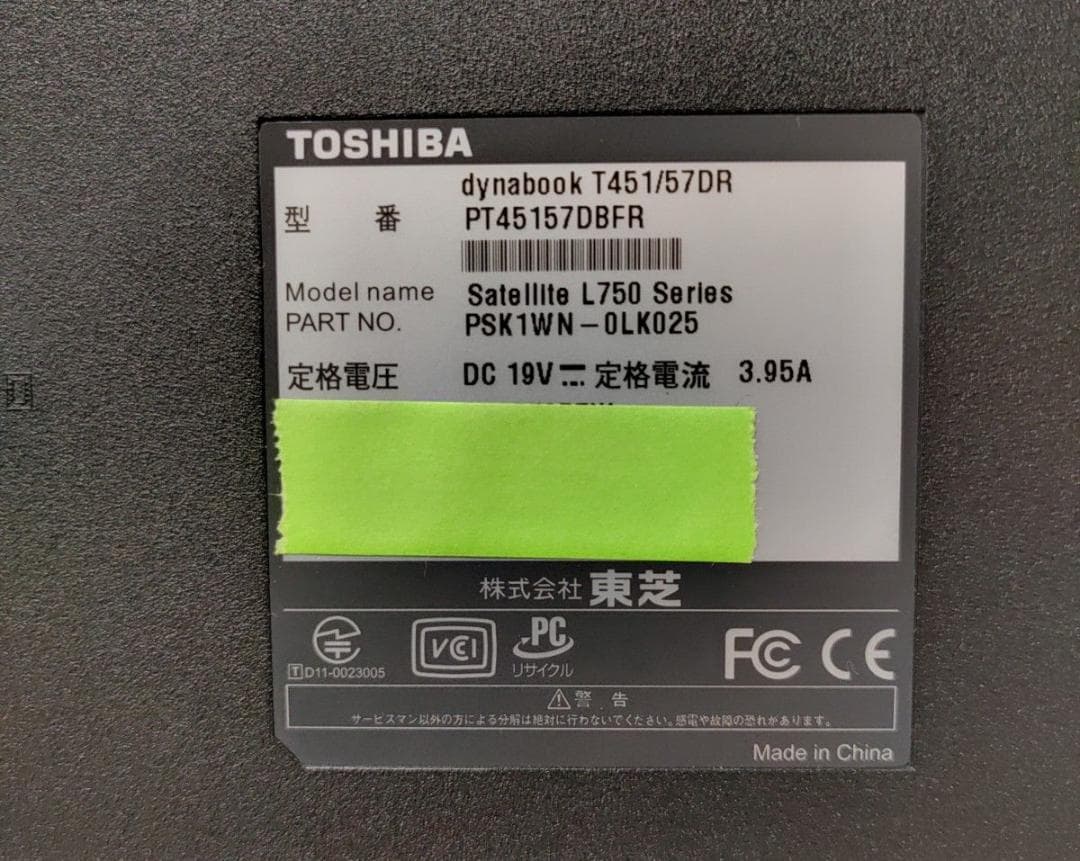 TOSHIBA
dynabook T451/57DR
型 番 PT45157DBFR
Model name Satellite L750 Series
PART NO. PSK1WN-0LK025
定格電圧 DC 19V 定格電流 3.95A
株式会社 東芝
VCCI PC FC CE
T D11-0023005 リサイクル
警 告
サービスマン以外の方による分解は絶対に行わないでください。感電や故障の恐れがあります。
Made in China